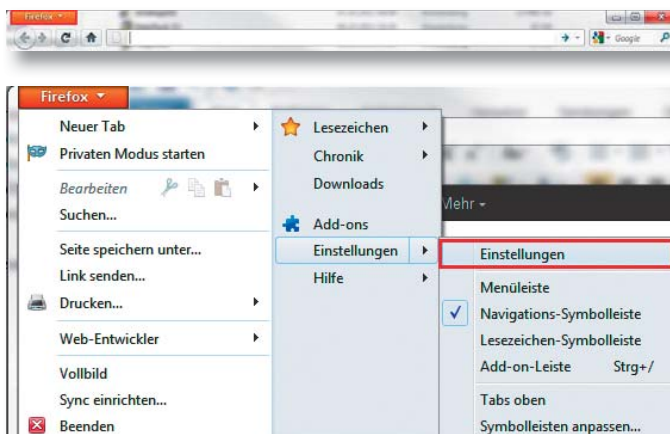 Firefox
Google
Firefox
Neuer Tab
Privaten Modus starten
Bearbeiten
Suchen...
Seite speichern unter...
Link senden...
Drucken...
Web-Entwickler
Vollbild
Sync einrichten...
Beenden
Lesezeichen
Chronik
Downloads
Add-ons
Einstellungen
Hilfe
Mehr
Einstellungen
Menüleiste
Navigations-Symbolleiste
Lesezeichen-Symbolleiste
Add-on-Leiste Strg+/
Tabs oben
Symbolleisten anpassen...